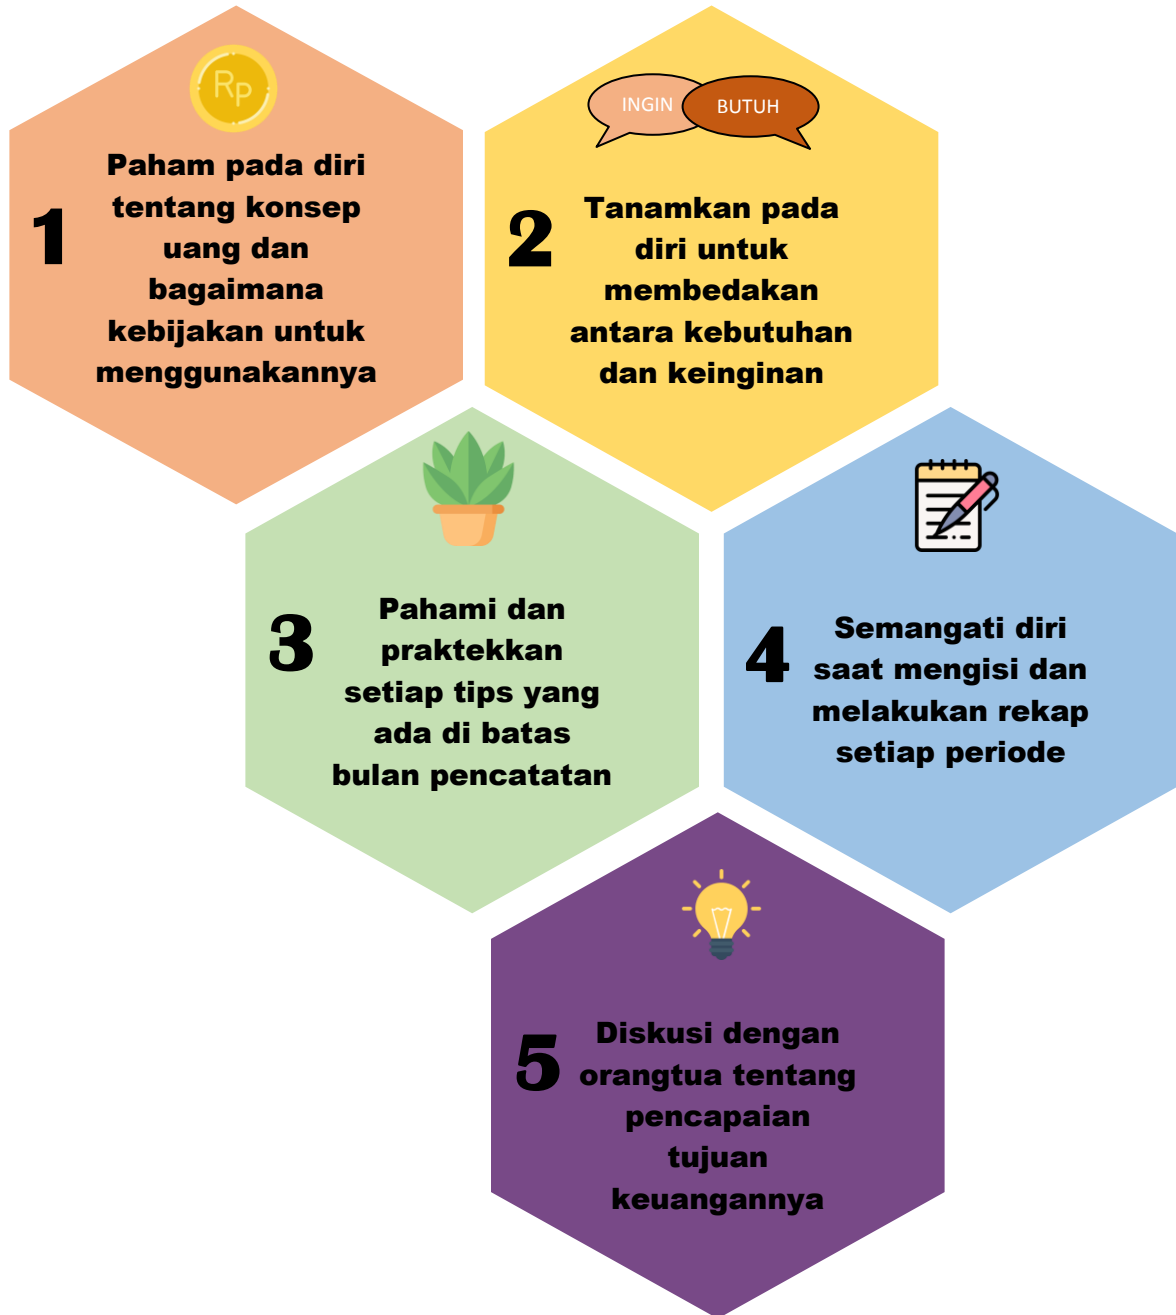 Rp
Paham pada diri
tentang konsep
uang dan
bagaimana
kebijakan untuk
menggunakannya
1
INGIN
BUTUH
Tanamkan pada
diri untuk
membedakan
antara kebutuhan
dan keinginan
2
Pahami dan
praktekkan
setiap tips yang
ada di batas
bulan pencatatan
3
Semangati diri
saat mengisi dan
melakukan rekap
setiap periode
4
Diskusi dengan
orangtua tentang
pencapaian
tujuan
keuangannya
5